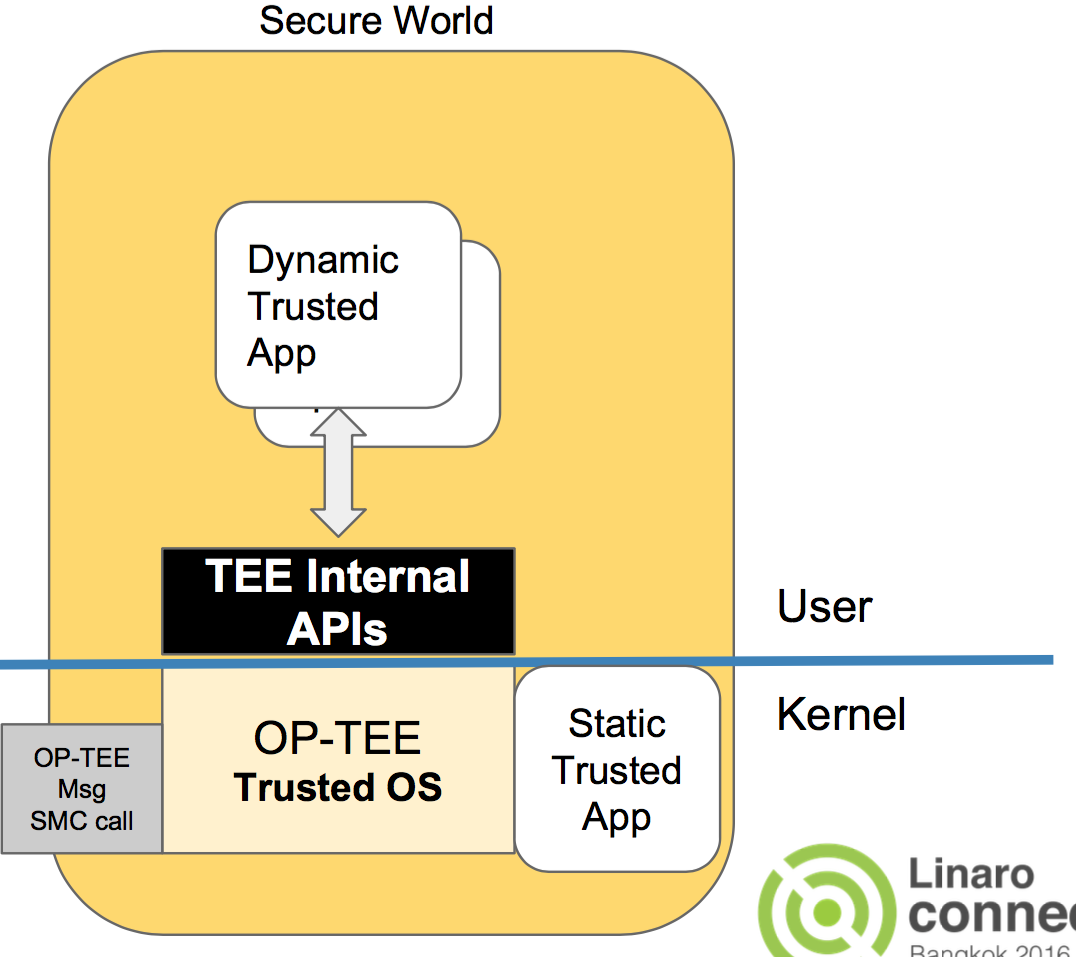 Secure World
Dynamic
Trusted
App
TEE Internal
APIs
User
Kernel
OP-TEE
Trusted OS
OP-TEE
Msg
SMC call
Static
Trusted
App
Linaro
connec
Bangkok 2016